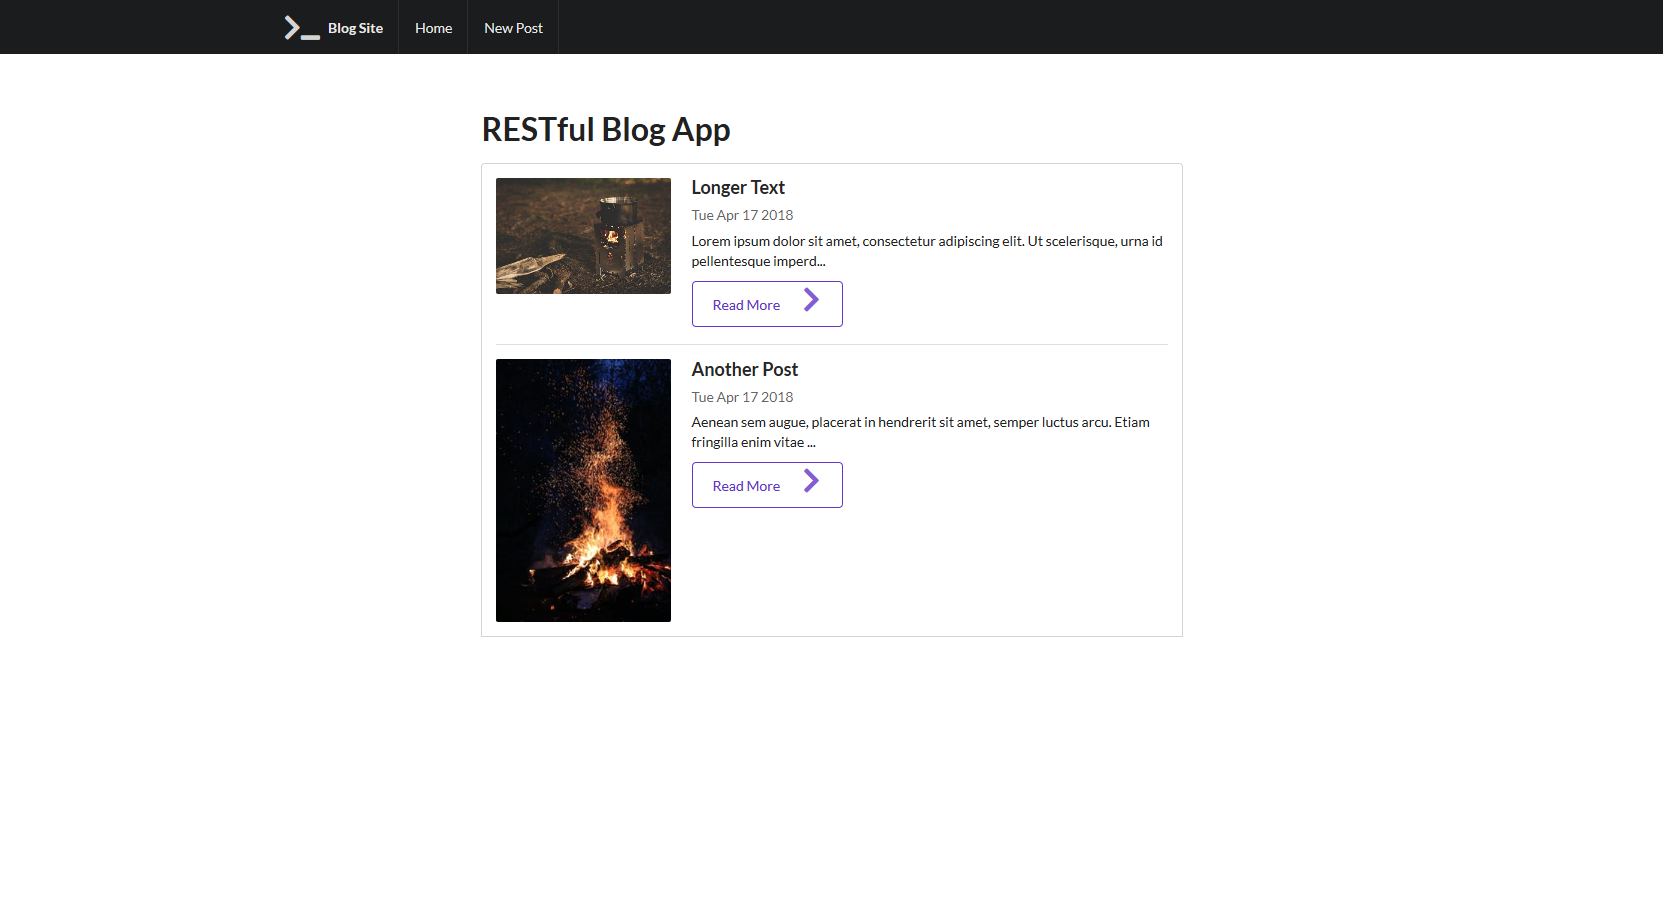 Blog Site Home New Post
RESTful Blog App
Longer Text
Tue Apr 17 2018
Lorem ipsum dolor sit amet, consectetur adipiscing elit. Ut scelerisque, urna id
pellentesque imperd...
Read More
Another Post
Tue Apr 17 2018
Aenean sem augue, placerat in hendrerit sit amet, semper luctus arcu. Etiam
fringilla enim vitae ...
Read More